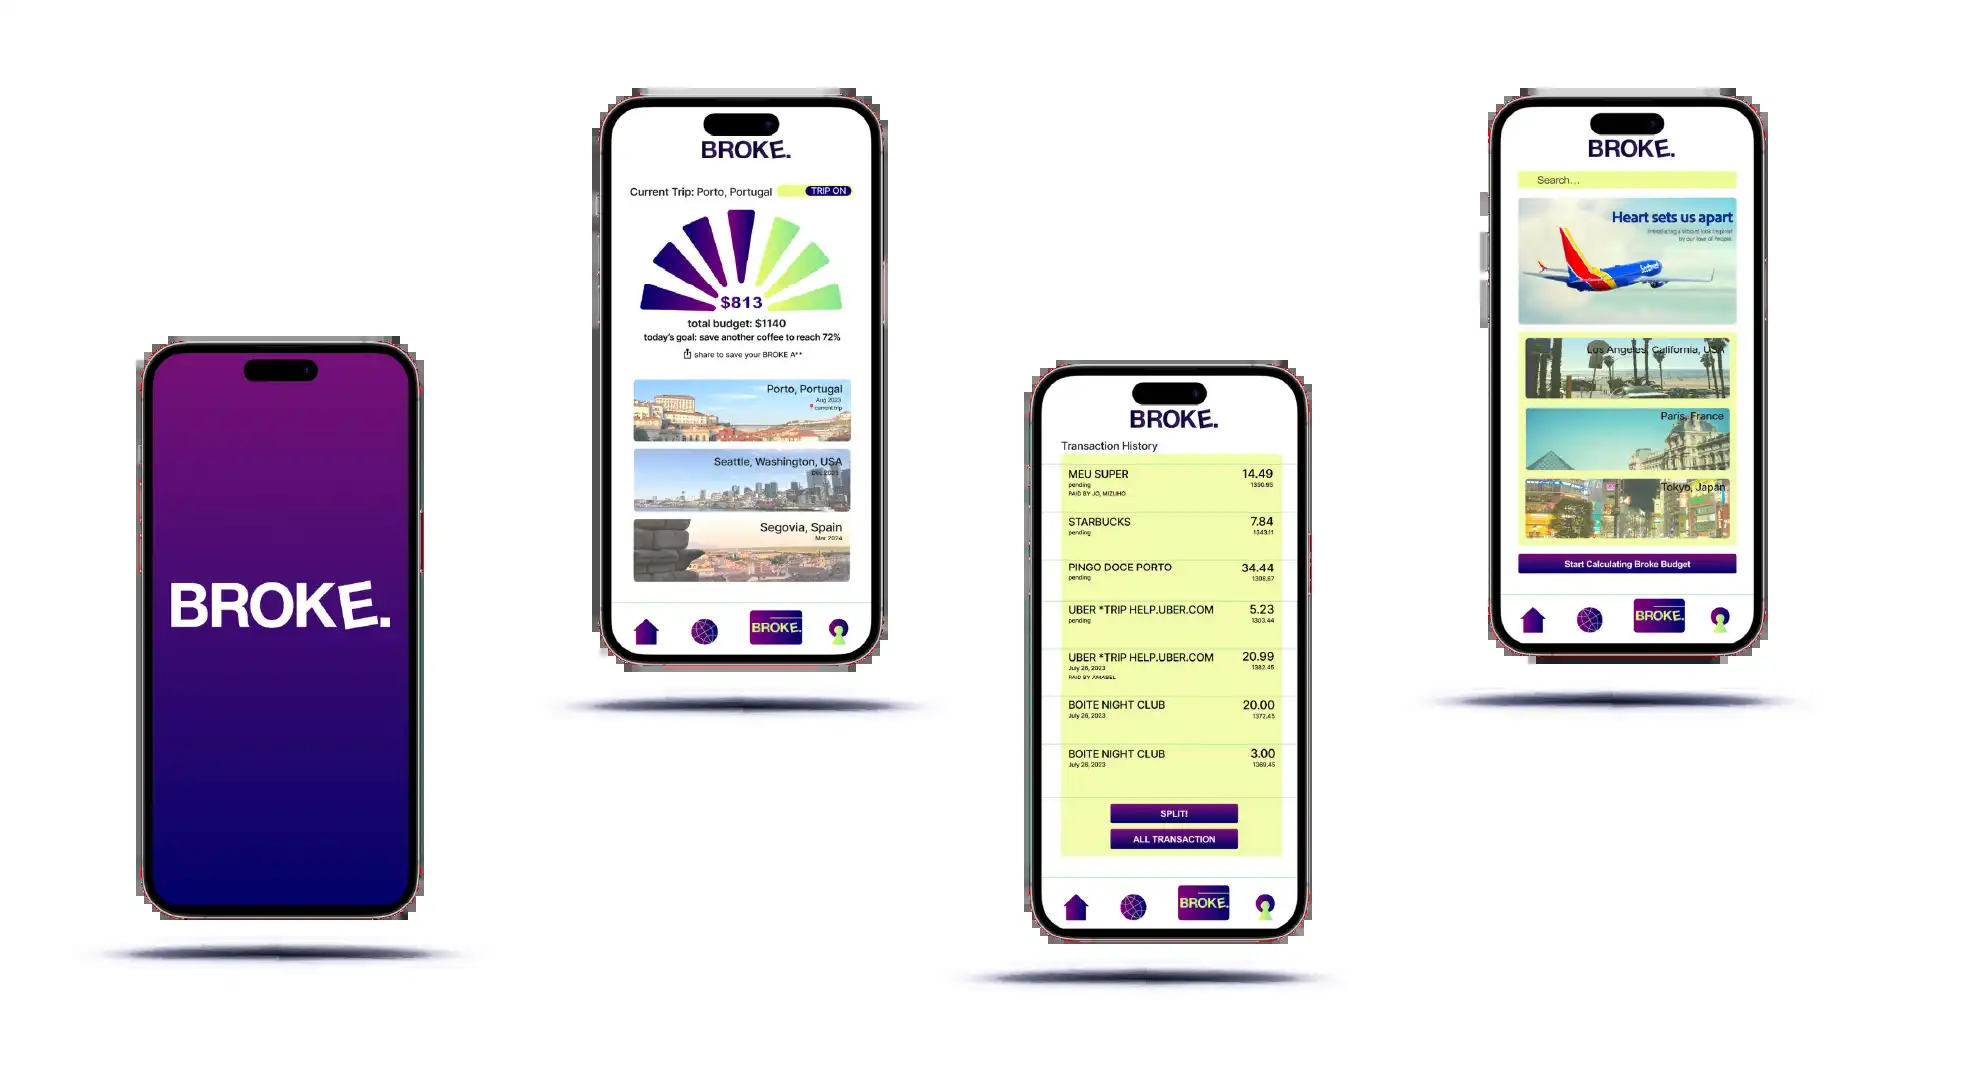 BROKE.
BROKE.
Current Trip: Porto, Portugal
TRIP ON
$813
total budget: $1140
today's goal: save another coffee to reach 72%
share to save your BROKE A**
Porto, Portugal
Aug 2023
current trip
Seattle, Washington, USA
Dec 2023
Segovia, Spain
Mar 2024
BROKE.
BROKE.
Transaction History
MEU SUPER 14.49
pending
PAID BY JO, MIZUHO
STARBUCKS 7.84
pending 1343.11
PINGO DOCE PORTO 34.44
pending 1308.67
UBER *TRIP HELP.UBER.COM 5.23
pending 1303.44
UBER *TRIP HELP.UBER.COM 20.99
July 26, 2023 1382.45
PAID BY AMABEL
BOITE NIGHT CLUB 20.00
July 26, 2023 1372.45
BOITE NIGHT CLUB 3.00
July 26, 2023 1369.45
SPLIT!
ALL TRANSACTION
BROKE.
BROKE.
Search...
Heart sets us apart
by our love of People.
Los Angeles, California, USA
Paris, France
Tokyo, Japan
Start Calculating Broke Budget
BROKE.